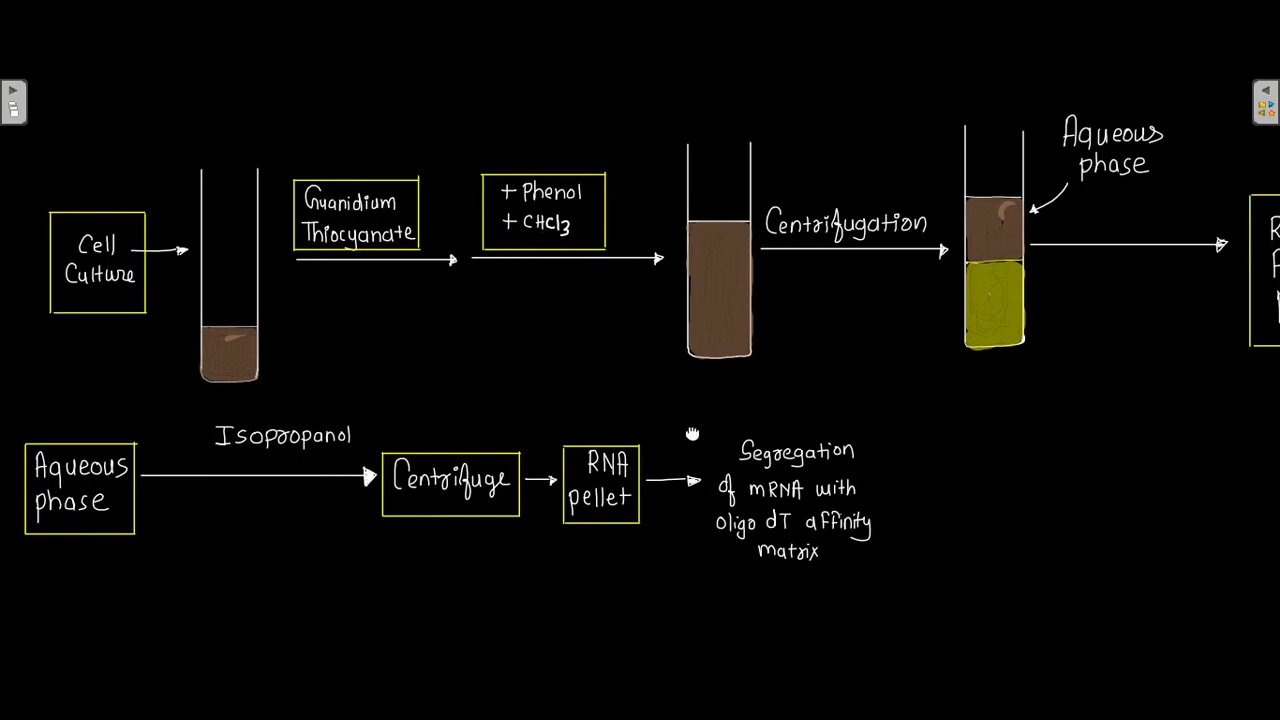 Cell
Culture
Guanidium
Thiocyanate
+ Phenol
+ CHCl3
Centrifugation
Aqueous
phase
Aqueous
phase
Isopropanol
Centrifuge
RNA
pellet
Segregation
of mRNA with
oligo dT affinity
matrix